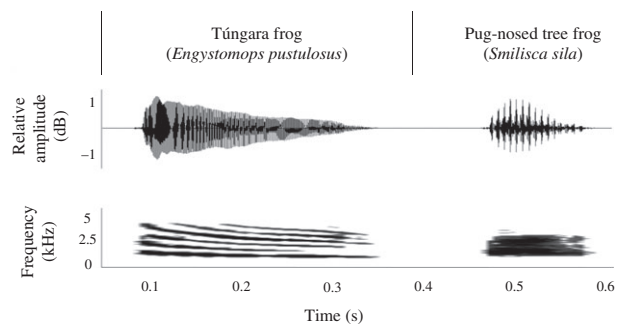 Túngara frog
(Engystomops pustulosus)
Pug-nosed tree frog
(Smilisca sila)
Relative
amplitude
(dB)
1
−1
Frequency
(kHz)
5
2.5
0
0.1 0.2 0.3 0.4 0.5 0.6
Time (s)